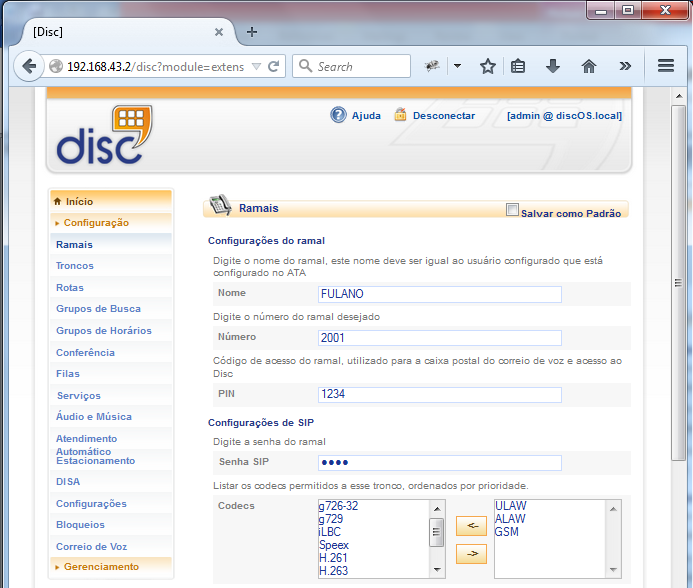 [Disc]
192.168.43.2/disc?module=extens
Search
disc
Ajuda
Desconectar
[admin @ discOS.local]
Início
Configuração
Ramais
Troncos
Rotas
Grupos de Busca
Grupos de Horários
Conferência
Filas
Serviços
Áudio e Música
Atendimento
Automático
Estacionamento
DISA
Configurações
Bloqueios
Correio de Voz
Gerenciamento
Ramais
Salvar como Padrão
Configurações do ramal
Digite o nome do ramal, este nome deve ser igual ao usuário configurado que está
configurado no ATA
Nome
FULANO
Digite o número do ramal desejado
Número
2001
Código de acesso do ramal, utilizado para a caixa postal do correio de voz e acesso ao
Disc
PIN
1234
Configurações de SIP
Digite a senha do ramal
Senha SIP
••••
Listar os codecs permitidos a esse tronco, ordenados por prioridade.
Codecs
g726-32
g729
iLBC
Speex
H.261
H.263
<-
->
ULAW
ALAW
GSM